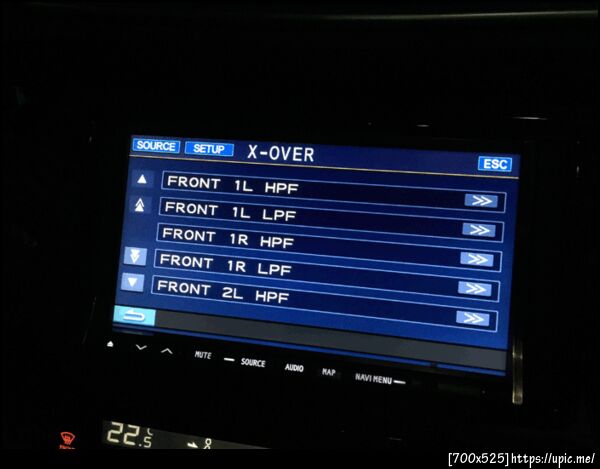 SOURCE SETUP X-OVER ESC
FRONT 1L HPF
FRONT 1L LPF
FRONT 1R HPF
FRONT 1R LPF
FRONT 2L HPF
MUTE SOURCE AUDIO MAP NAVI MENU
22.5
[700x525]https://upic.me/